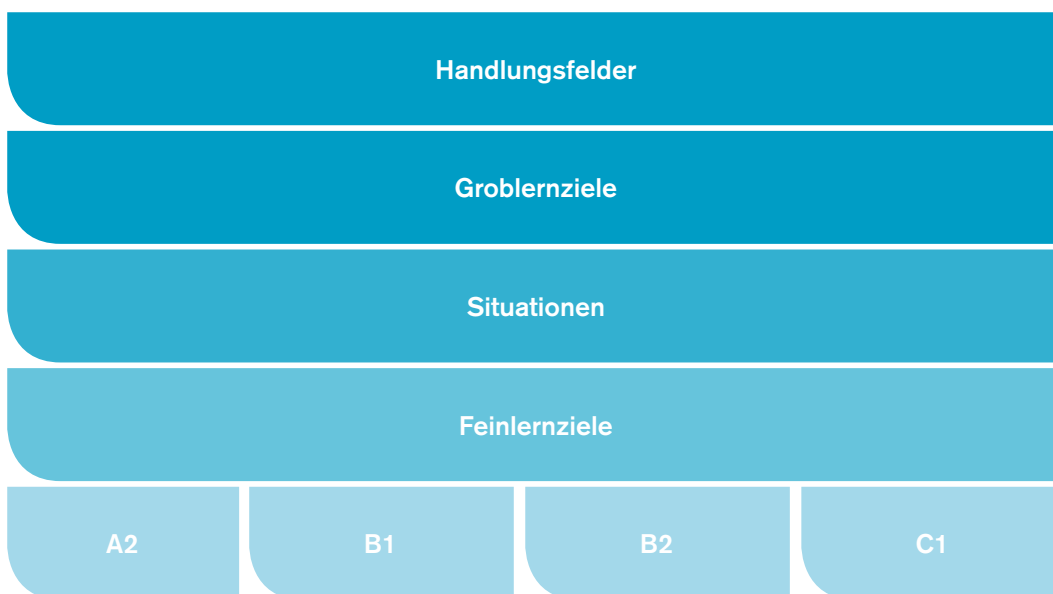 Handlungsfelder
Groblernziele
Situationen
Feinlernziele
A2 B1 B2 C1